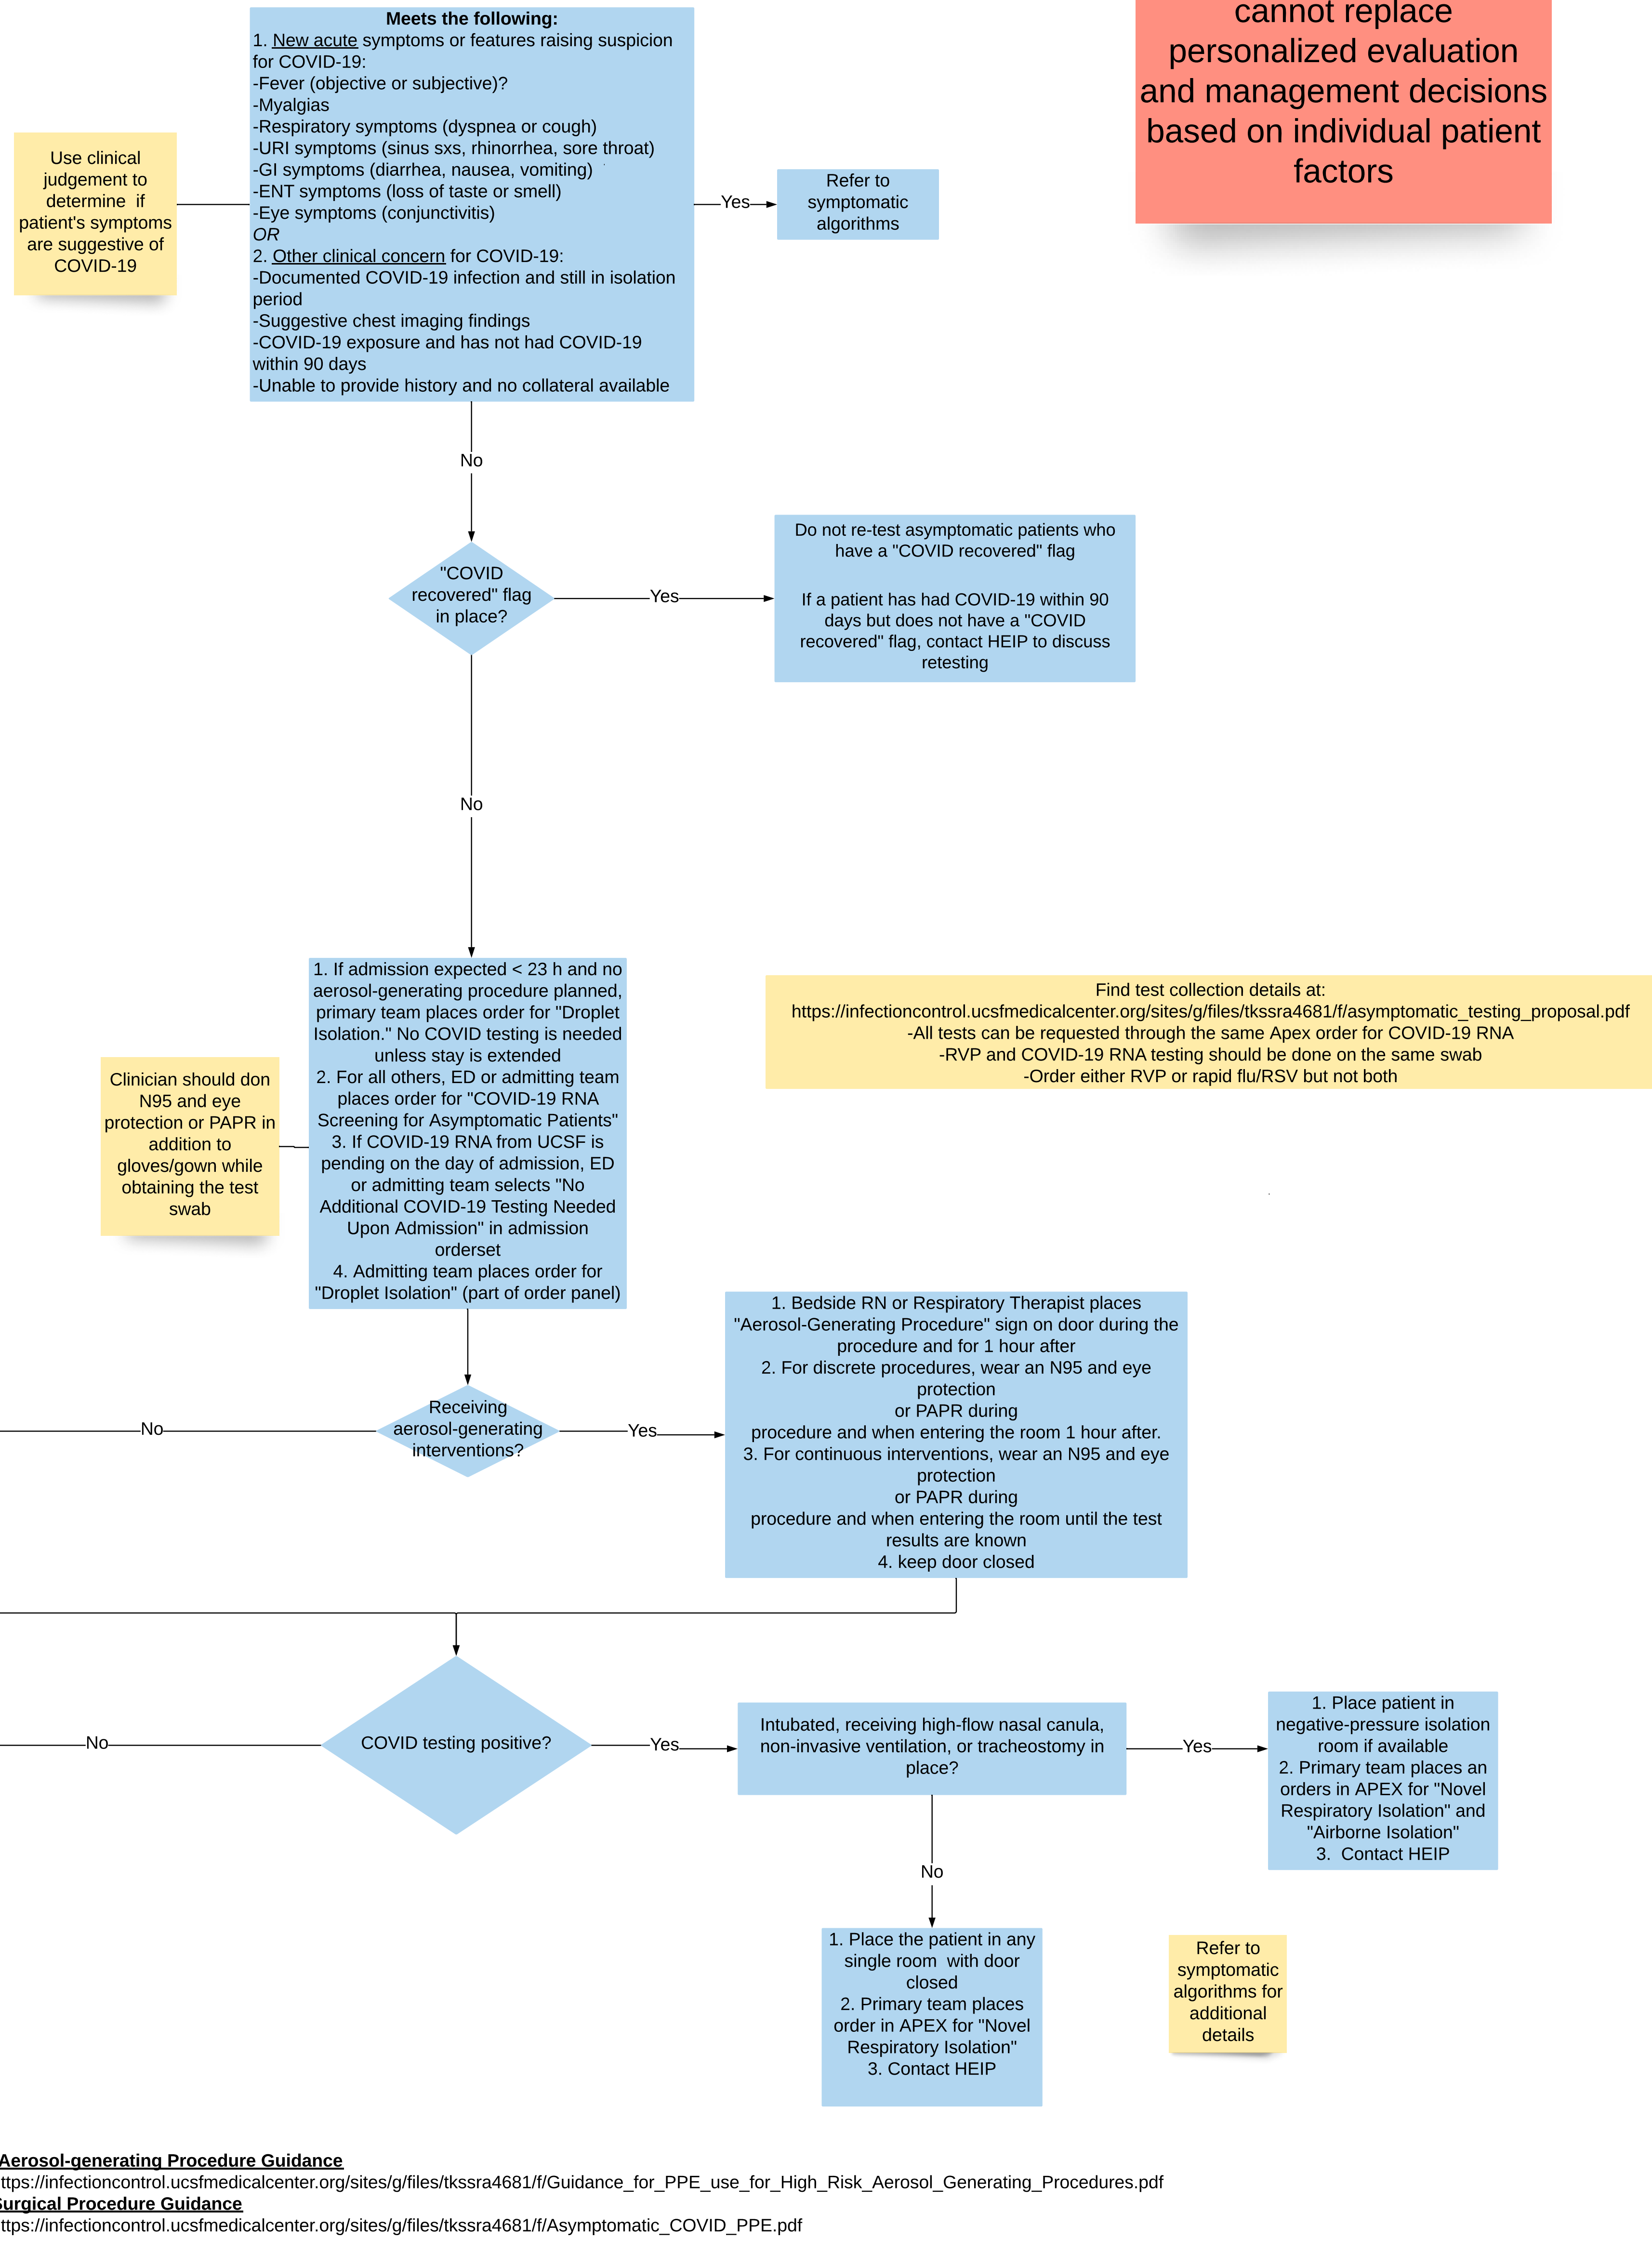 cannot replace
personalized evaluation
and management decisions
based on individual patient
factors
Meets the following:
1. New acute symptoms or features raising suspicion
for COVID-19:
-Fever (objective or subjective)?
-Myalgias
-Respiratory symptoms (dyspnea or cough)
-URI symptoms (sinus sxs, rhinorrhea, sore throat)
-GI symptoms (diarrhea, nausea, vomiting)
-ENT symptoms (loss of taste or smell)
-Eye symptoms (conjunctivitis)
OR
2. Other clinical concern for COVID-19:
-Documented COVID-19 infection and still in isolation
period
-Suggestive chest imaging findings
-COVID-19 exposure and has not had COVID-19
within 90 days
-Unable to provide history and no collateral available
Use clinical
judgement to
determine  if
patient's symptoms
are suggestive of
COVID-19
Yes
Refer to
symptomatic
algorithms
No
"COVID
recovered" flag
in place?
Yes
Do not re-test asymptomatic patients who
have a "COVID recovered" flag
If a patient has had COVID-19 within 90
days but does not have a "COVID
recovered" flag, contact HEIP to discuss
retesting
No
1. If admission expected < 23 h and no
aerosol-generating procedure planned,
primary team places order for "Droplet
Isolation." No COVID testing is needed
unless stay is extended
2. For all others, ED or admitting team
places order for "COVID-19 RNA
Screening for Asymptomatic Patients"
3. If COVID-19 RNA from UCSF is
pending on the day of admission, ED
or admitting team selects "No
Additional COVID-19 Testing Needed
Upon Admission" in admission
orderset
4. Admitting team places order for
"Droplet Isolation" (part of order panel)
Find test collection details at:
https://infectioncontrol.ucsfmedicalcenter.org/sites/g/files/tkssra4681/f/asymptomatic_testing_proposal.pdf
-All tests can be requested through the same Apex order for COVID-19 RNA
-RVP and COVID-19 RNA testing should be done on the same swab
-Order either RVP or rapid flu/RSV but not both
Clinician should don
N95 and eye
protection or PAPR in
addition to
gloves/gown while
obtaining the test
swab
No
Receiving
aerosol-generating
interventions?
Yes
1. Bedside RN or Respiratory Therapist places
"Aerosol-Generating Procedure" sign on door during the
procedure and for 1 hour after
2. For discrete procedures, wear an N95 and eye
protection
or PAPR during
procedure and when entering the room 1 hour after.
3. For continuous interventions, wear an N95 and eye
protection
or PAPR during
procedure and when entering the room until the test
results are known
4. keep door closed
No
COVID testing positive?
Yes
Intubated, receiving high-flow nasal canula,
non-invasive ventilation, or tracheostomy in
place?
Yes
1. Place patient in
negative-pressure isolation
room if available
2. Primary team places an
orders in APEX for "Novel
Respiratory Isolation" and
"Airborne Isolation"
3.  Contact HEIP
No
1. Place the patient in any
single room  with door
closed
2. Primary team places
order in APEX for "Novel
Respiratory Isolation"
3. Contact HEIP
Refer to
symptomatic
algorithms for
additional
details
Aerosol-generating Procedure Guidance
ttps://infectioncontrol.ucsfmedicalcenter.org/sites/g/files/tkssra4681/f/Guidance_for_PPE_use_for_High_Risk_Aerosol_Generating_Procedures.pdf
Surgical Procedure Guidance
ttps://infectioncontrol.ucsfmedicalcenter.org/sites/g/files/tkssra4681/f/Asymptomatic_COVID_PPE.pdf